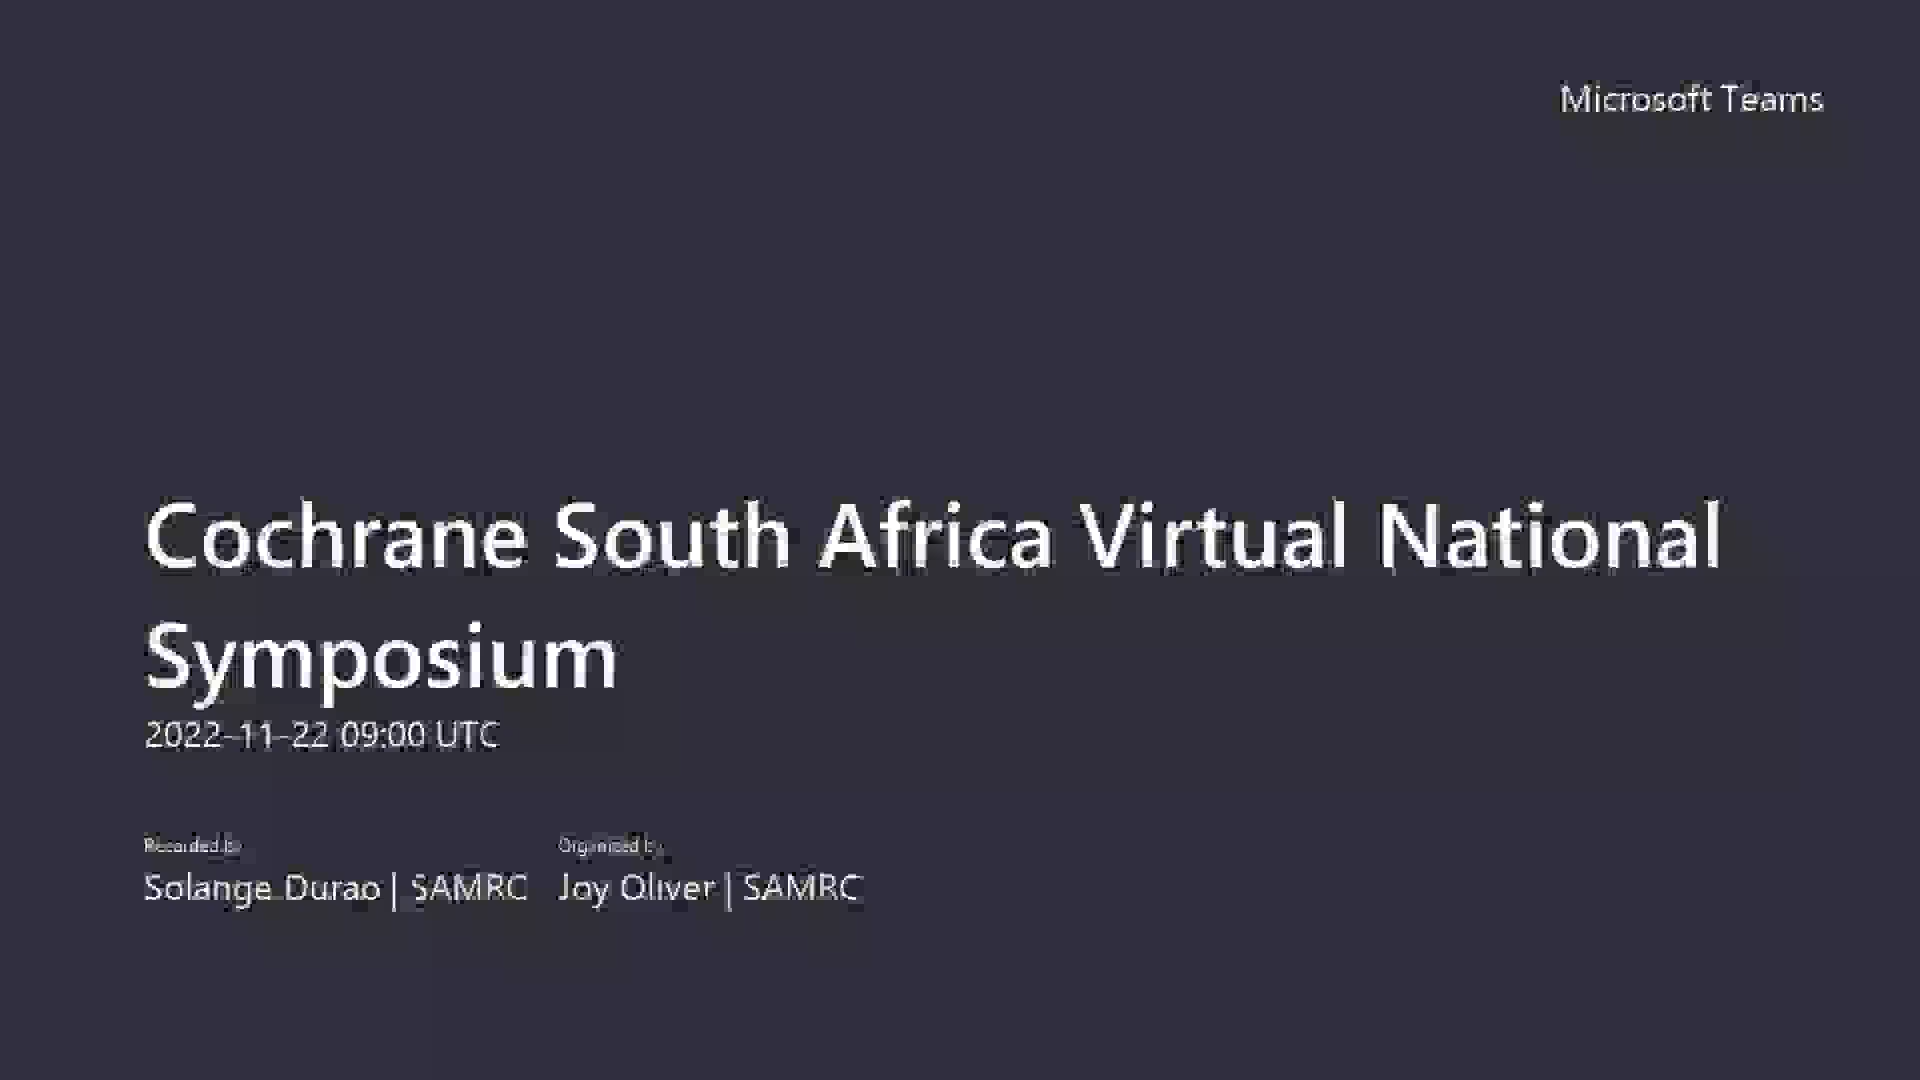 Microsoft Teams
Cochrane South Africa Virtual National
Symposium
2022-11-22 09:00 UTC
Recorded by
Organized by
Solange Durao | SAMRC
Joy Oliver | SAMRC